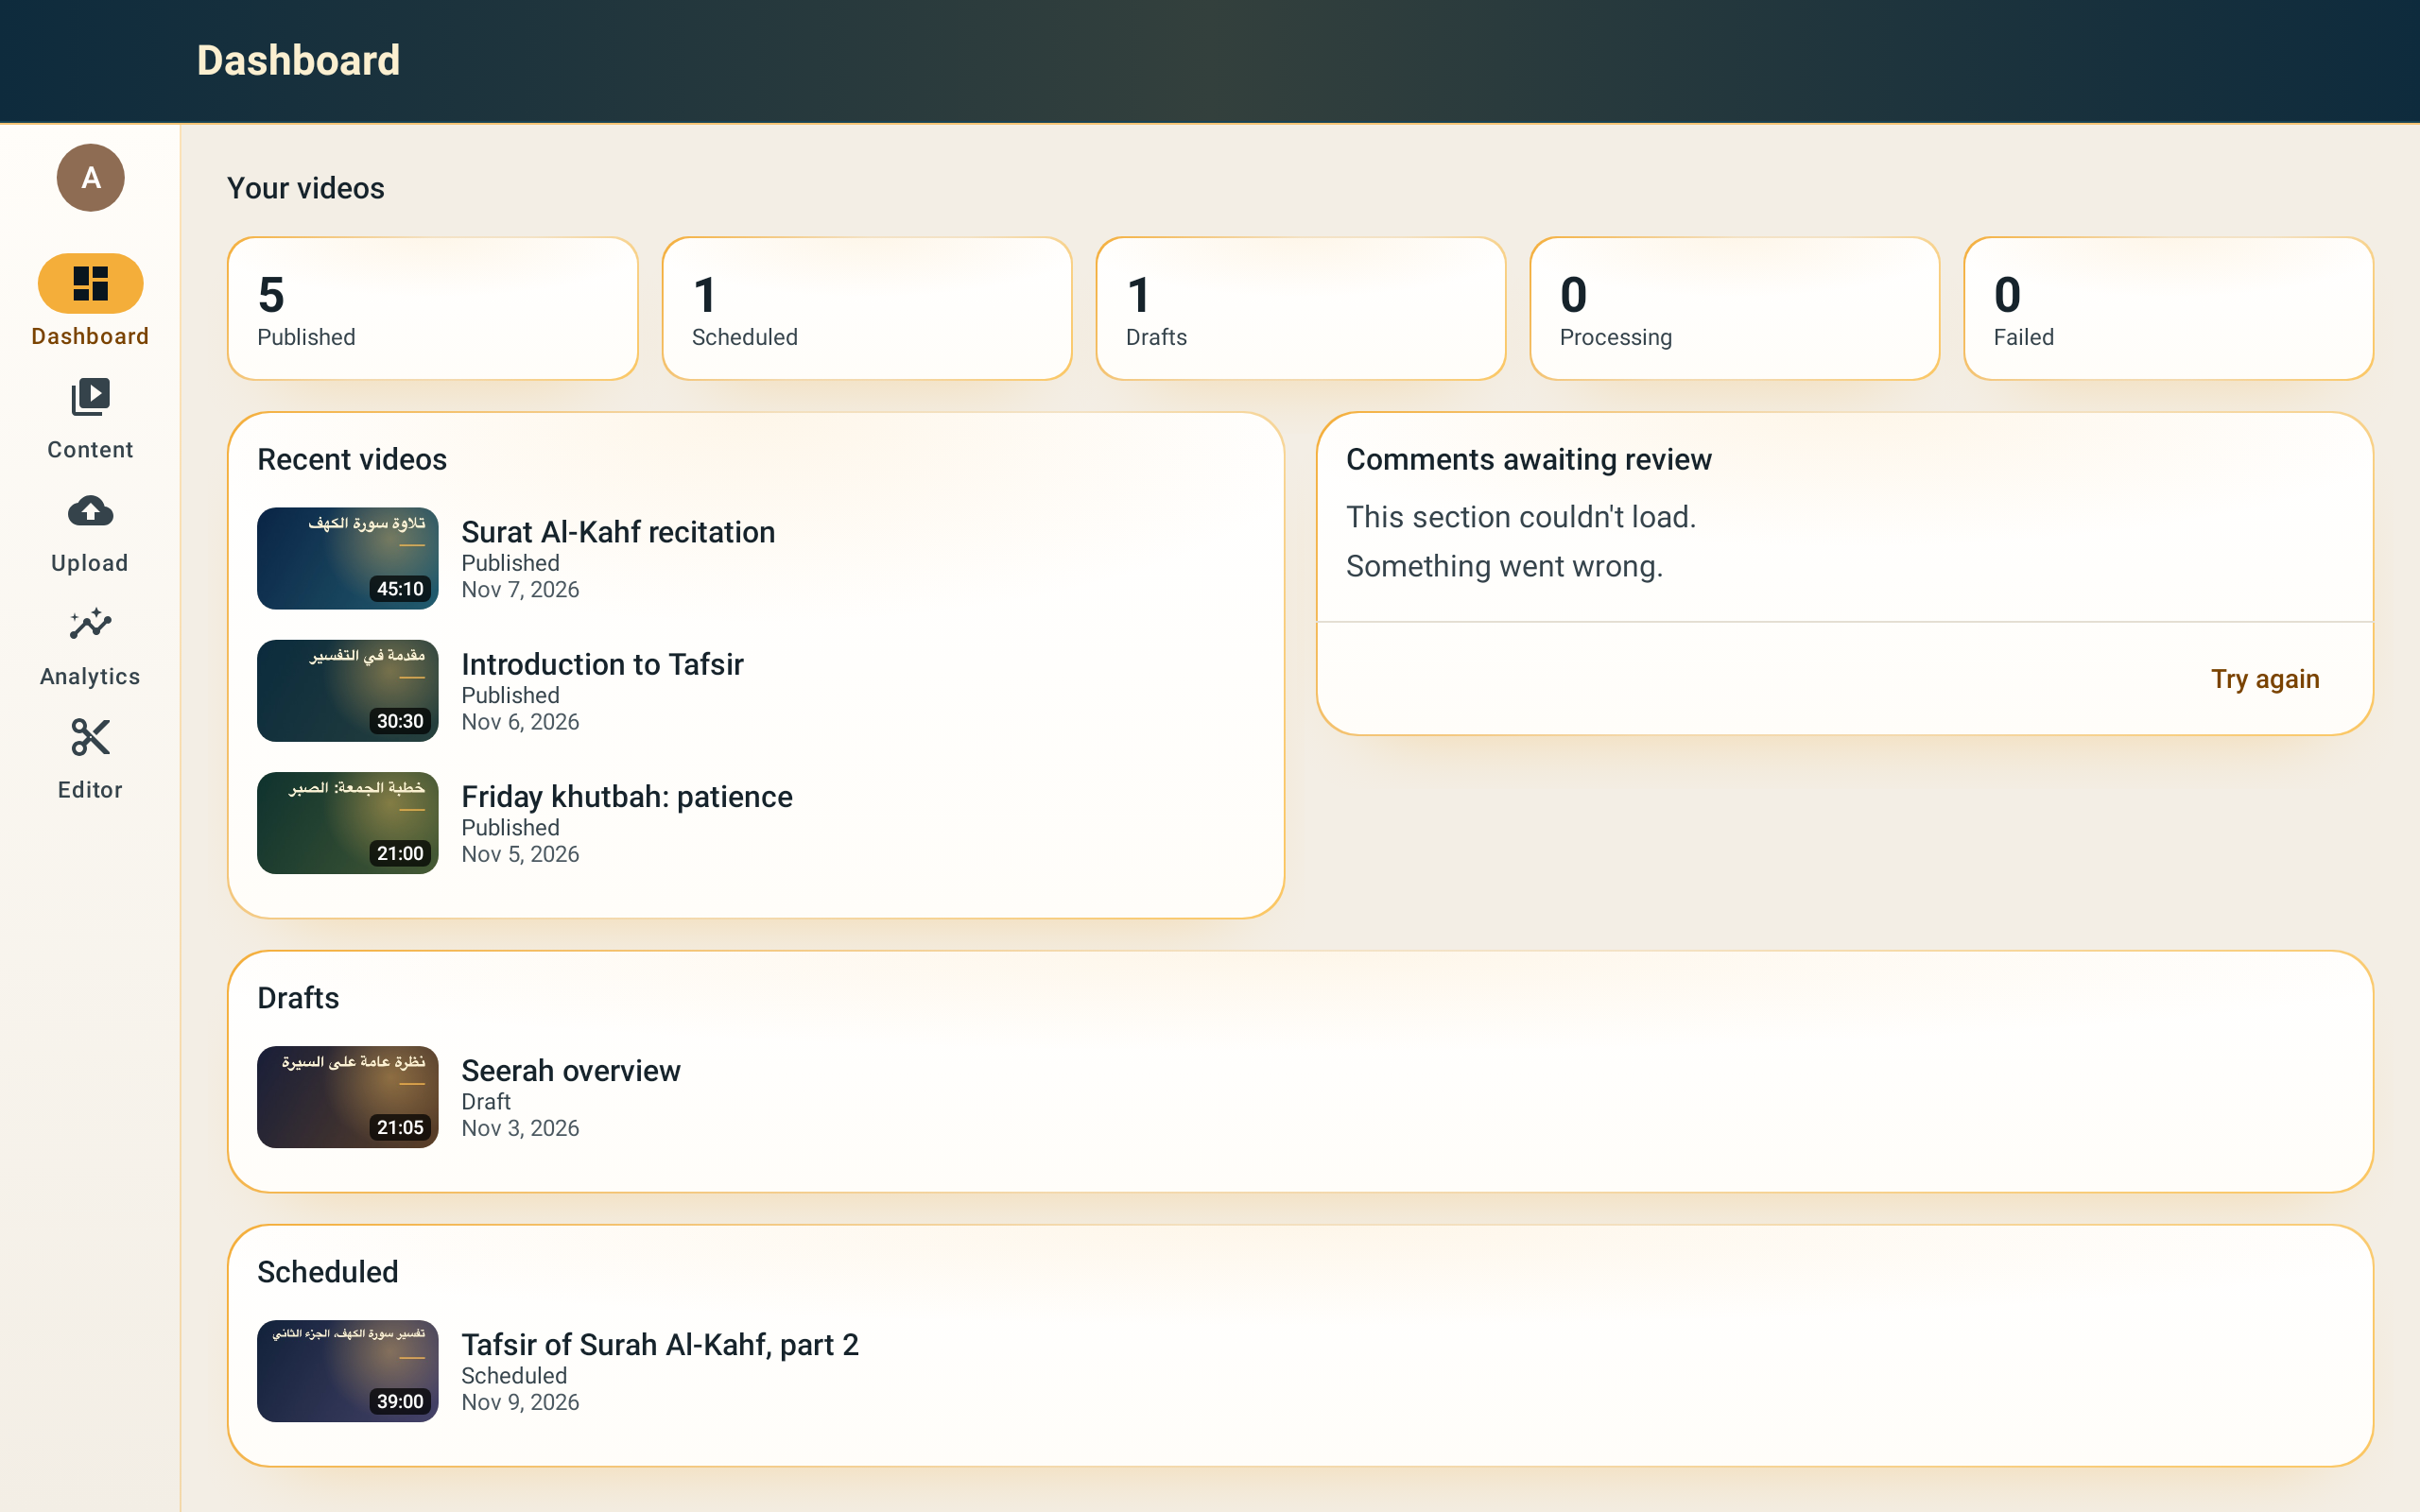 Dashboard
A
Dashboard
Content
Upload
Analytics
Editor
Your videos
5
Published
1
Scheduled
1
Drafts
0
Processing
0
Failed
Recent videos
تلاوة سورة الكهف
45:10
Surat Al-Kahf recitation
Published
Nov 7, 2026
مقدمة في التفسير
30:30
Introduction to Tafsir
Published
Nov 6, 2026
خطبة الجمعة: الصبر
21:00
Friday khutbah: patience
Published
Nov 5, 2026
Comments awaiting review
This section couldn't load.
Something went wrong.
Try again
Drafts
نظرة عامة على السيرة
21:05
Seerah overview
Draft
Nov 3, 2026
Scheduled
تفسير سورة الكهف، الجزء الثاني
39:00
Tafsir of Surah Al-Kahf, part 2
Scheduled
Nov 9, 2026